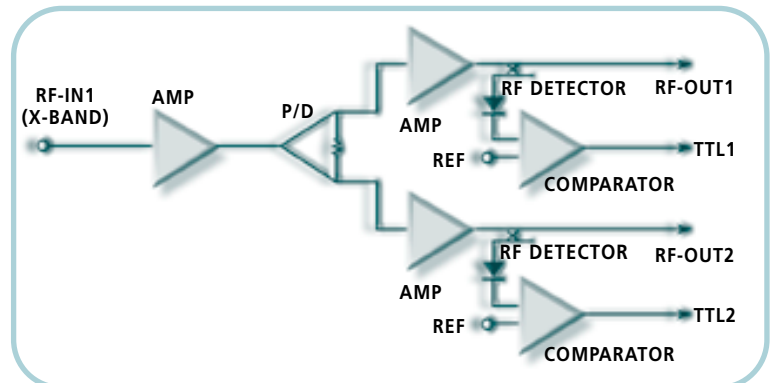 RF-IN1
(X-BAND)
AMP
P/D
AMP
RF DETECTOR
RF-OUT1
REF
TTL1
COMPARATOR
AMP
RF DETECTOR
RF-OUT2
REF
TTL2
COMPARATOR